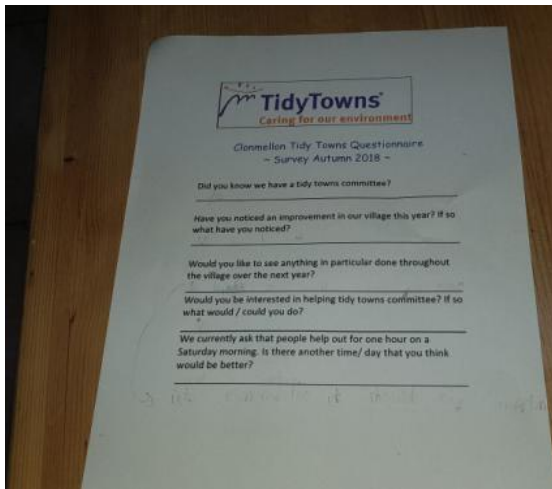 TidyTowns®
Caring for our environment
Clonmellon Tidy Towns Questionnaire
~ Survey Autumn 2018 ~
Did you know we have a tidy towns committee?
Have you noticed an improvement in our village this year? If so
what have you noticed?
Would you like to see anything in particular done throughout
the village over the next year?
Would you be interested in helping tidy towns committee? If so
what would / could you do?
We currently ask that people help out for one hour on a
Saturday morning. Is there another time/ day that you think
would be better?